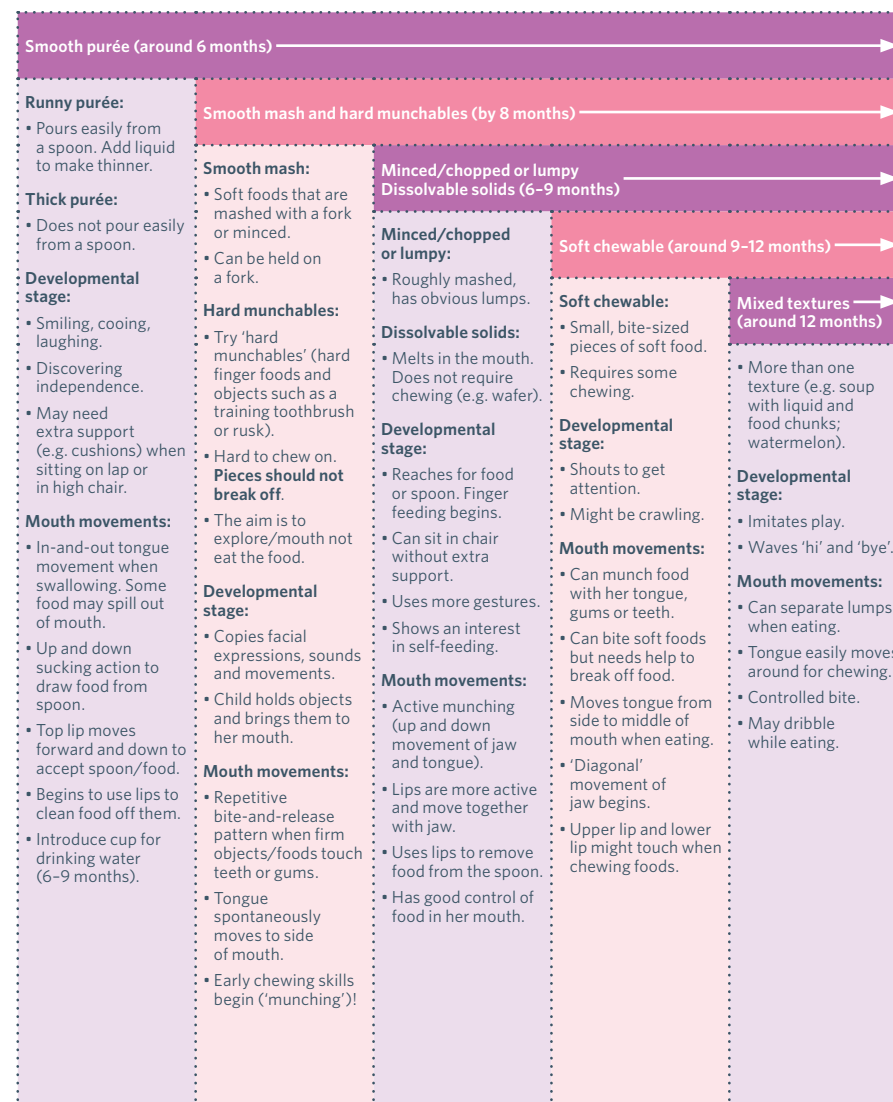 Smooth purée (around 6 months)
Runny purée:
• Pours easily from
a spoon. Add liquid
to make thinner.
Thick purée:
• Does not pour easily
from a spoon.
Developmental
stage:
• Smiling, cooing,
laughing.
• Discovering
independence.
• May need
extra support
(e.g. cushions) when
sitting on lap or
in high chair.
Mouth movements:
• In-and-out tongue
movement when
swallowing. Some
food may spill out
of mouth.
• Up and down
sucking action to
draw food from
spoon.
• Top lip moves
forward and down to
accept spoon/food.
• Begins to use lips to
clean food off them.
• Introduce cup for
drinking water
(6–9 months).
Smooth mash and hard munchables (by 8 months)
Smooth mash:
• Soft foods that are
mashed with a fork
or minced.
• Can be held on
a fork.
Hard munchables:
• Try ‘hard
munchables’ (hard
finger foods and
objects such as a
training toothbrush
or rusk).
• Hard to chew on.
Pieces should not
break off.
• The aim is to
explore/mouth not
eat the food.
Developmental
stage:
• Copies facial
expressions, sounds
and movements.
• Child holds objects
and brings them to
her mouth.
Mouth movements:
• Repetitive
bite-and-release
pattern when firm
objects/foods touch
teeth or gums.
• Tongue
spontaneously
moves to side
of mouth.
• Early chewing skills
begin (‘munching’)!
Minced/chopped or lumpy
Dissolvable solids (6–9 months)
Minced/chopped
or lumpy:
• Roughly mashed,
has obvious lumps.
Dissolvable solids:
• Melts in the mouth.
Does not require
chewing (e.g. wafer).
Developmental
stage:
• Reaches for food
or spoon. Finger
feeding begins.
• Can sit in chair
without extra
support.
• Uses more gestures.
• Shows an interest
in self-feeding.
Mouth movements:
• Active munching
(up and down
movement of jaw
and tongue).
• Lips are more active
and move together
with jaw.
• Uses lips to remove
food from the spoon.
• Has good control of
food in her mouth.
Soft chewable (around 9–12 months)
Soft chewable:
• Small, bite-sized
pieces of soft food.
• Requires some
chewing.
Developmental
stage:
• Shouts to get
attention.
• Might be crawling.
Mouth movements:
• Can munch food
with her tongue,
gums or teeth.
• Can bite soft foods
but needs help to
break off food.
• Moves tongue from
side to middle of
mouth when eating.
• ‘Diagonal’
movement of
jaw begins.
• Upper lip and lower
lip might touch when
chewing foods.
Mixed textures
(around 12 months)
• More than one
texture (e.g. soup
with liquid and
food chunks;
watermelon).
Developmental
stage:
• Imitates play.
• Waves ‘hi’ and ‘bye’.
Mouth movements:
• Can separate lumps
when eating.
• Tongue easily moves
around for chewing.
• Controlled bite.
• May dribble
while eating.